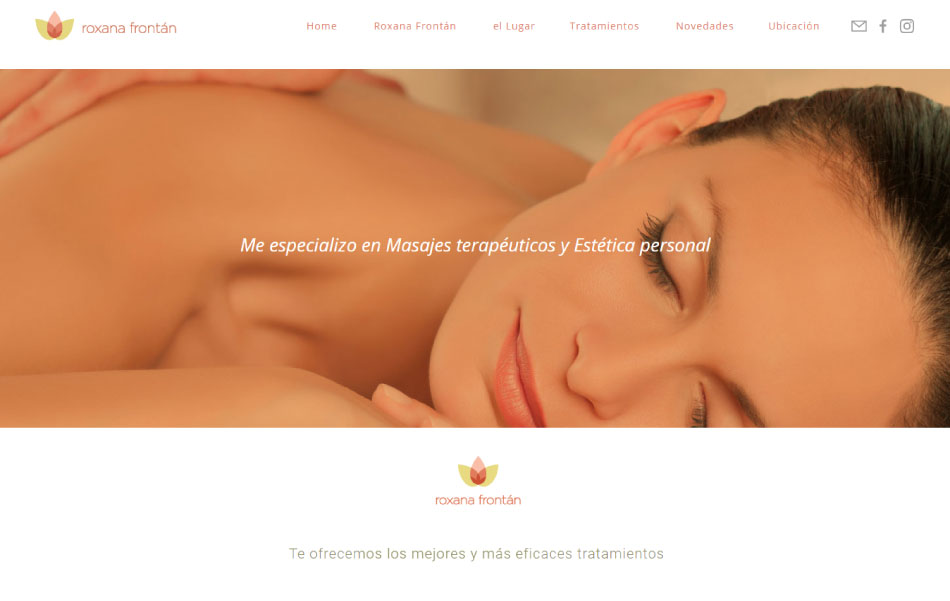 roxana frontán
Home Roxana Frontán el Lugar Tratamientos Novedades Ubicación
Me especializo en Masajes terapéuticos y Estética personal
roxana frontán
Te ofrecemos los mejores y más eficaces tratamientos